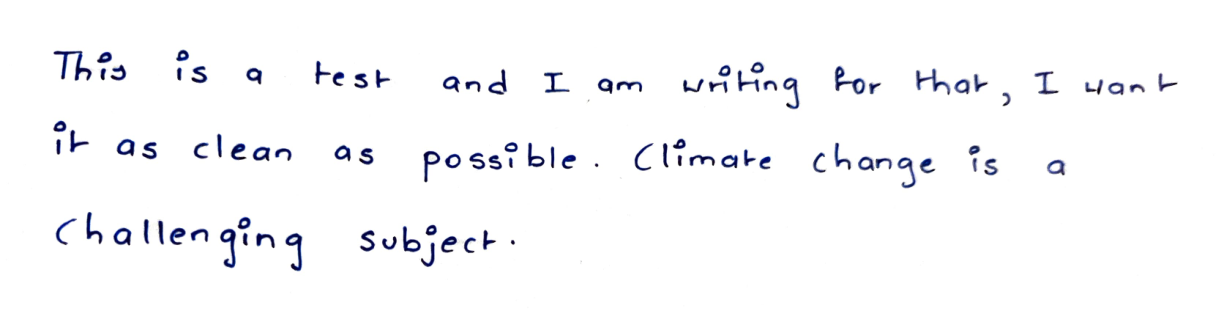 This is a test and I am writing for that, I want
it as clean as possible. Climate change is a
challenging subject.